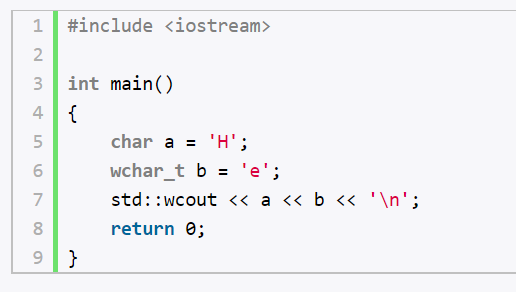 1 #include <iostream>
2
3 int main()
4 {
5     char a = 'H';
6     wchar_t b = 'e';
7     std::wcout << a << b << '\n';
8     return 0;
9 }